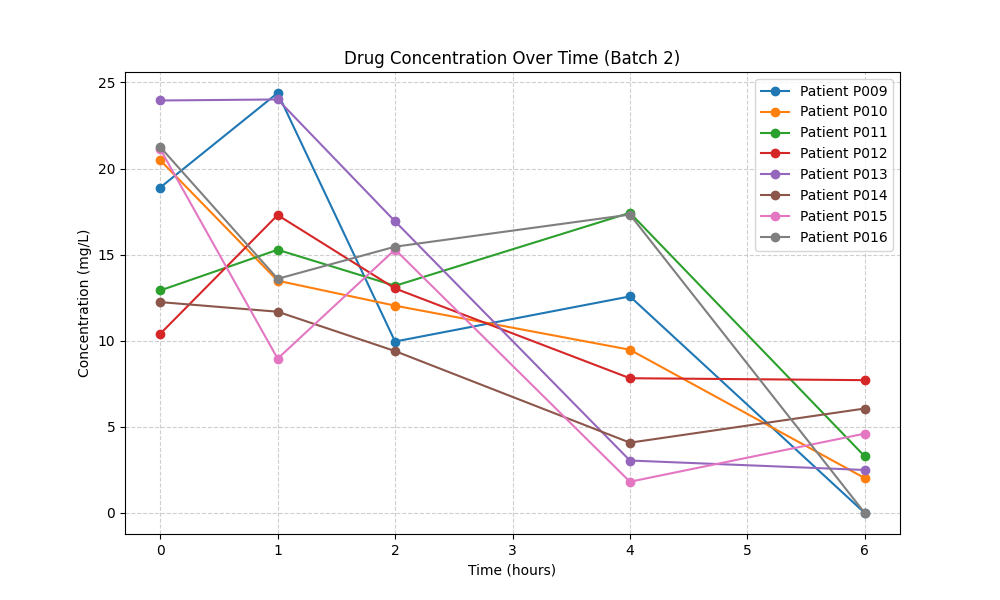 Drug Concentration Over Time (Batch 2)
Concentration (mg/L)
25
20
15
10
5
0
0 1 2 3 4 5 6
Time (hours)
Patient P009
Patient P010
Patient P011
Patient P012
Patient P013
Patient P014
Patient P015
Patient P016